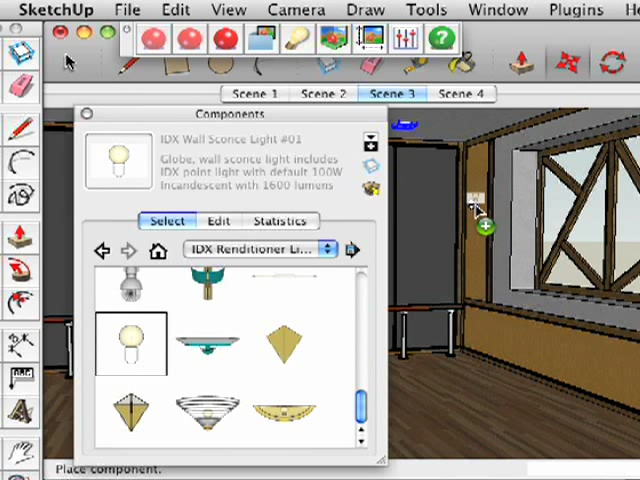 SketchUp File Edit View Camera Draw Tools Window Plugins
Scene 1 Scene 2 Scene 3 Scene 4
Components
IDX Wall Sconce Light #01
Globe, wall sconce light includes
IDX point light with default 100W
Incandescent with 1600 lumens
Select Edit Statistics
IDX Renditioner Li...
ABC
A
Place component.